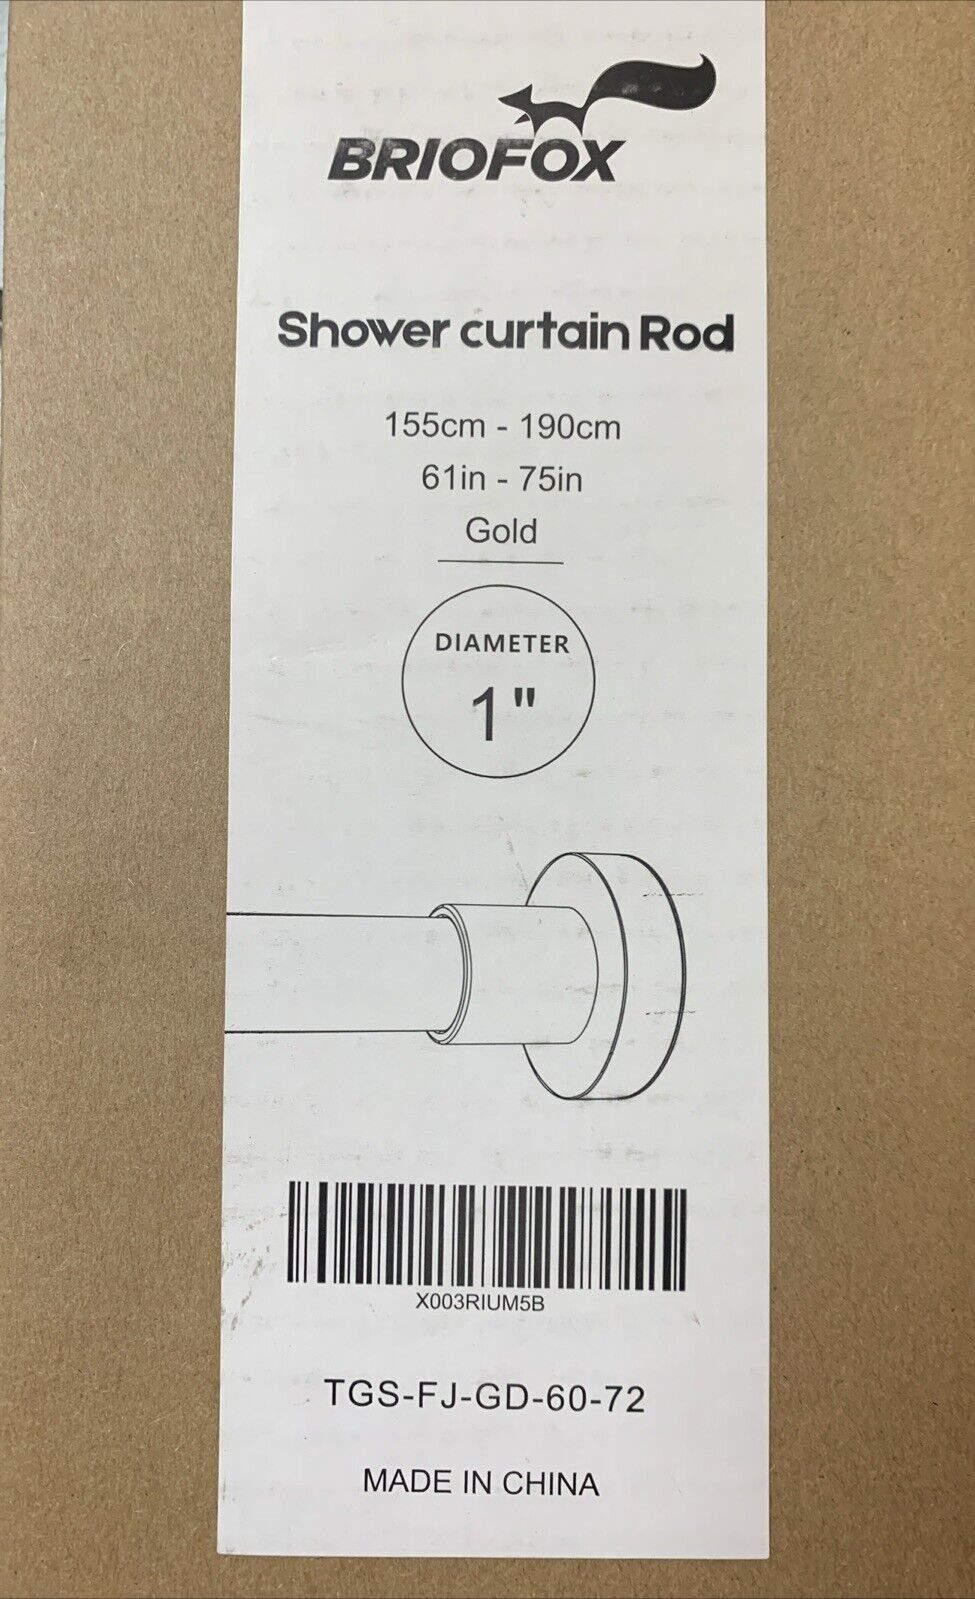 BRIOFOX
Shower curtain Rod
155cm - 190cm
61in - 75in
Gold
DIAMETER
1"
X003RIUM5B
TGS-FJ-GD-60-72
MADE IN CHINA